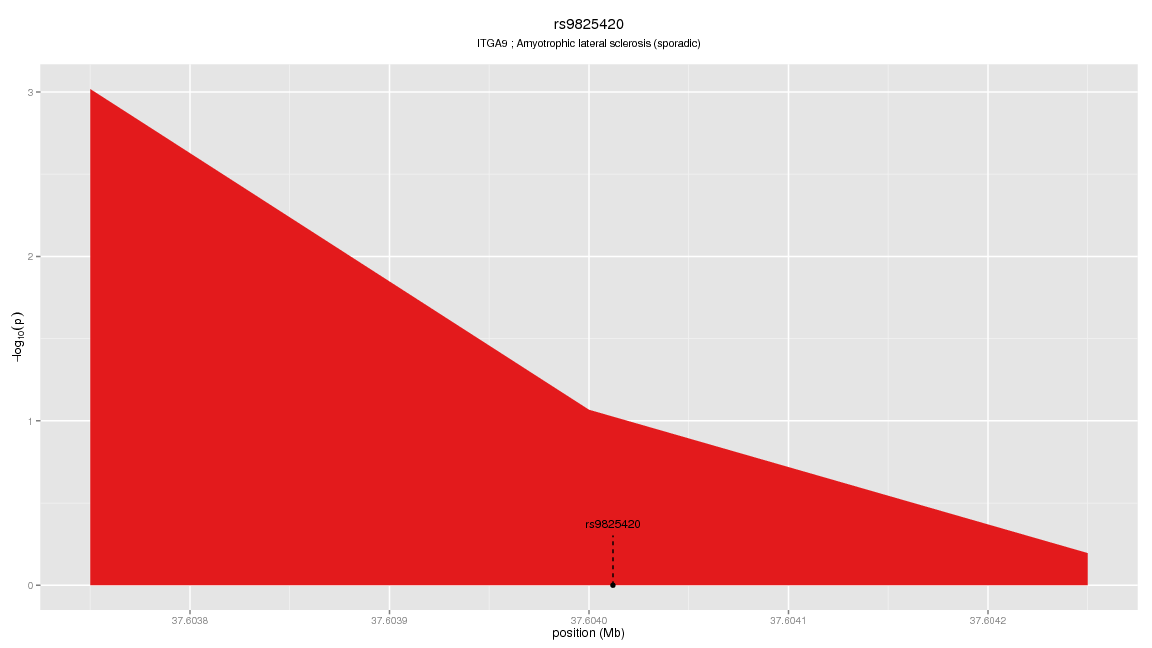 rs9825420
ITGA9 ; Amyotrophic lateral sclerosis (sporadic)
3
2
1
0
−log10(p)
rs9825420
37.6038 37.6039 37.6040 37.6041 37.6042
position (Mb)